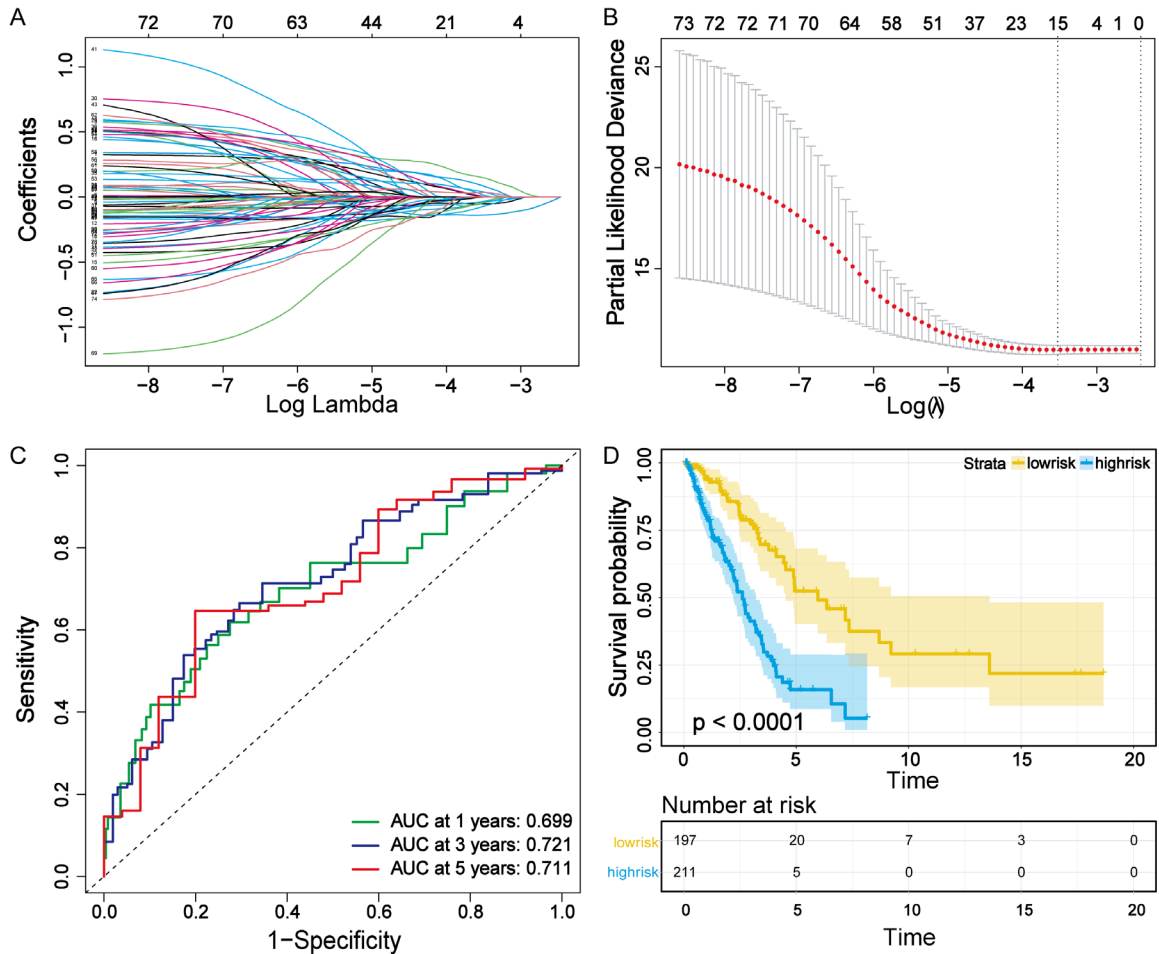 A
72 70 63 44 21 4
1.0
0.5
0.0
−0.5
−1.0
Coefficients
41
69
74
−8 −7 −6 −5 −4 −3
Log Lambda
B
73 72 72 71 70 64 58 51 37 23 15 4 1 0
25
20
15
Partial Likelihood Deviance
−8 −7 −6 −5 −4 −3
Log(λ)
C
1.0
0.8
0.6
0.4
0.2
0.0
Sensitivity
AUC at 1 years: 0.699
AUC at 3 years: 0.721
AUC at 5 years: 0.711
0.0 0.2 0.4 0.6 0.8 1.0
1−Specificity
D
Strata lowrisk highrisk
1.00
0.75
0.50
0.25
0.00
Survival probability
p < 0.0001
0 5 10 15 20
Time
Number at risk
lowrisk 197 20 7 3 0
highrisk 211 5 0 0 0
0 5 10 15 20
Time